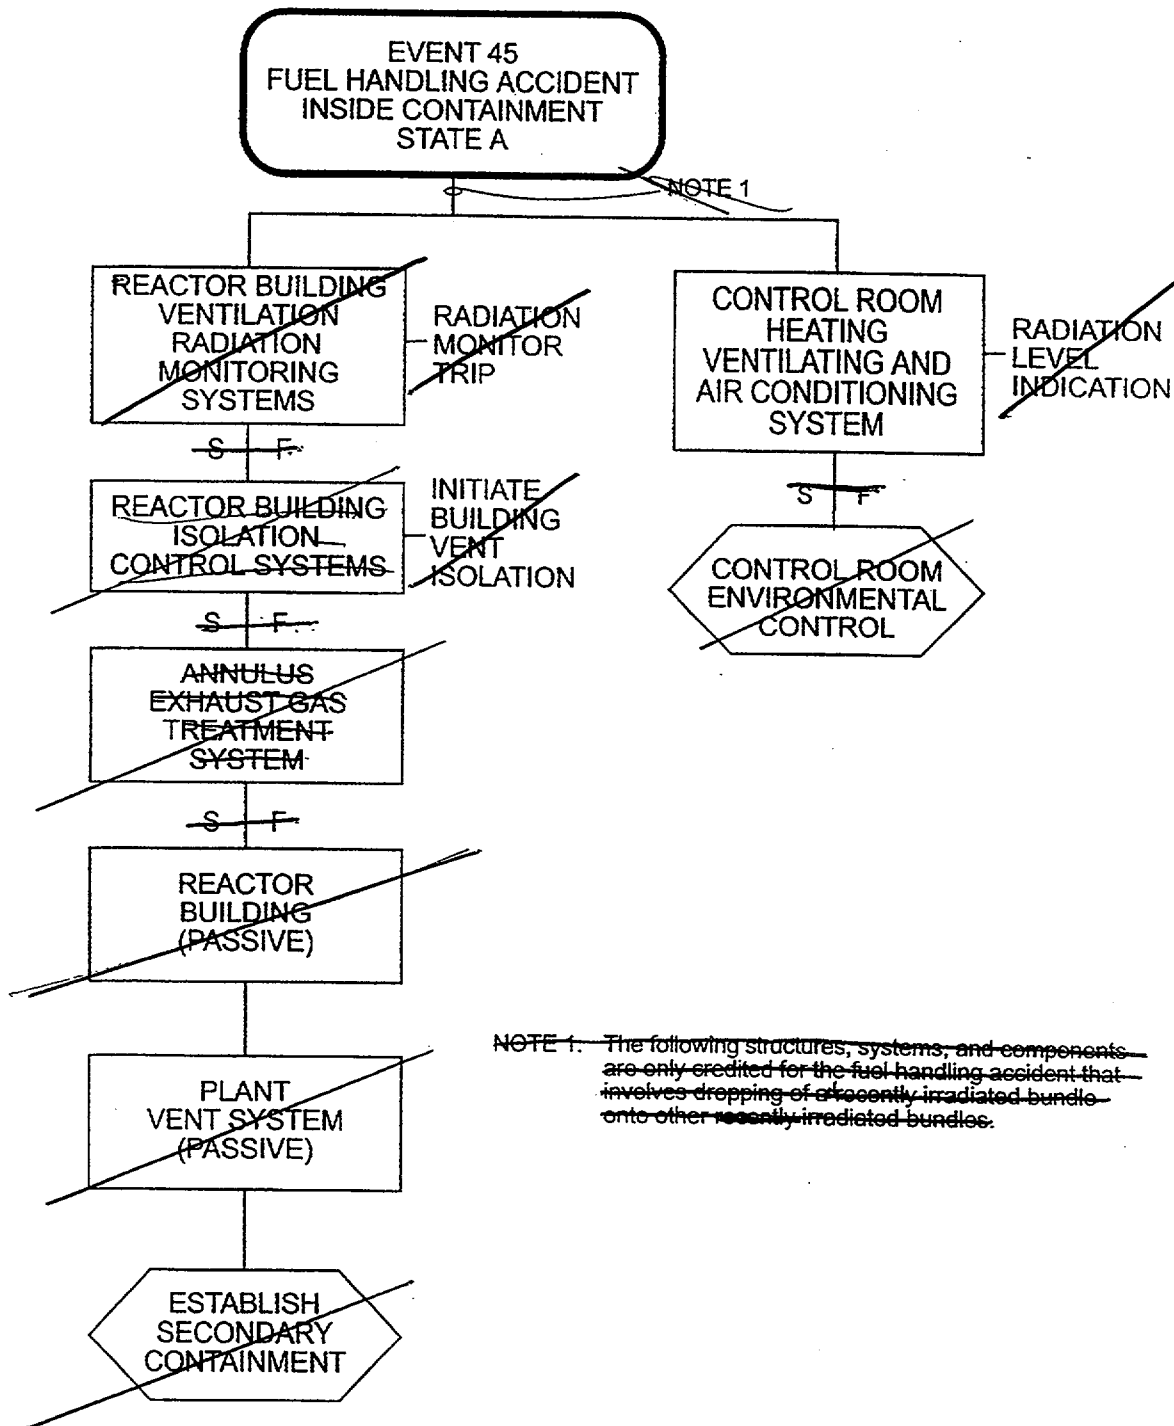 EVENT 45
FUEL HANDLING ACCIDENT
INSIDE CONTAINMENT
STATE A
NOTE 1
REACTOR BUILDING
VENTILATION
RADIATION
MONITORING
SYSTEMS
RADIATION
MONITOR
TRIP
S F
REACTOR BUILDING
ISOLATION
CONTROL SYSTEMS
INITIATE
BUILDING
VENT
ISOLATION
S F
ANNULUS
EXHAUST GAS
TREATMENT
SYSTEM
S F
REACTOR
BUILDING
(PASSIVE)
PLANT
VENT SYSTEM
(PASSIVE)
ESTABLISH
SECONDARY
CONTAINMENT
CONTROL ROOM
HEATING
VENTILATING AND
AIR CONDITIONING
SYSTEM
RADIATION
LEVEL
INDICATION
S F
CONTROL ROOM
ENVIRONMENTAL
CONTROL
NOTE 1: The following structures, systems, and components
are only credited for the fuel handling accident that
involves dropping of a recently irradiated bundle
onto other recently irradiated bundles.